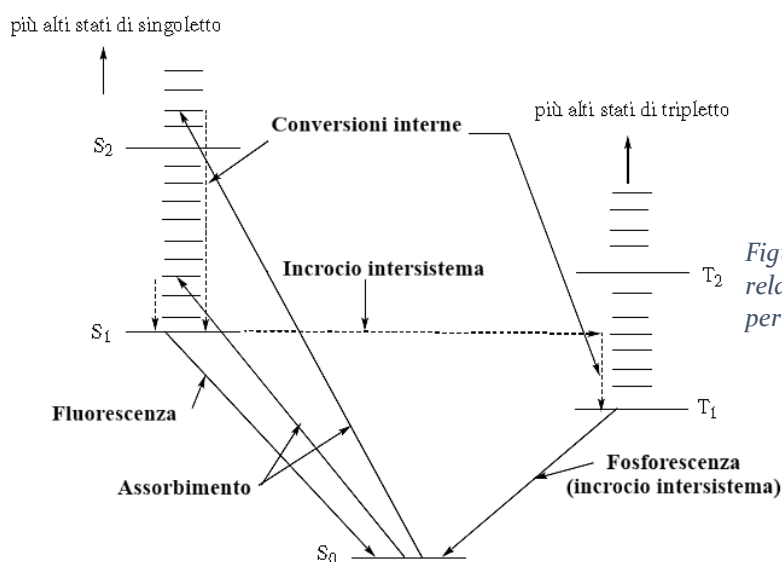 più alti stati di singoletto
Conversioni interne
più alti stati di tripletto
S2
Incrocio intersistema
T2
S1
Fluorescenza
T1
Assorbimento
Fosforescenza
(incrocio intersistema)
S0
per